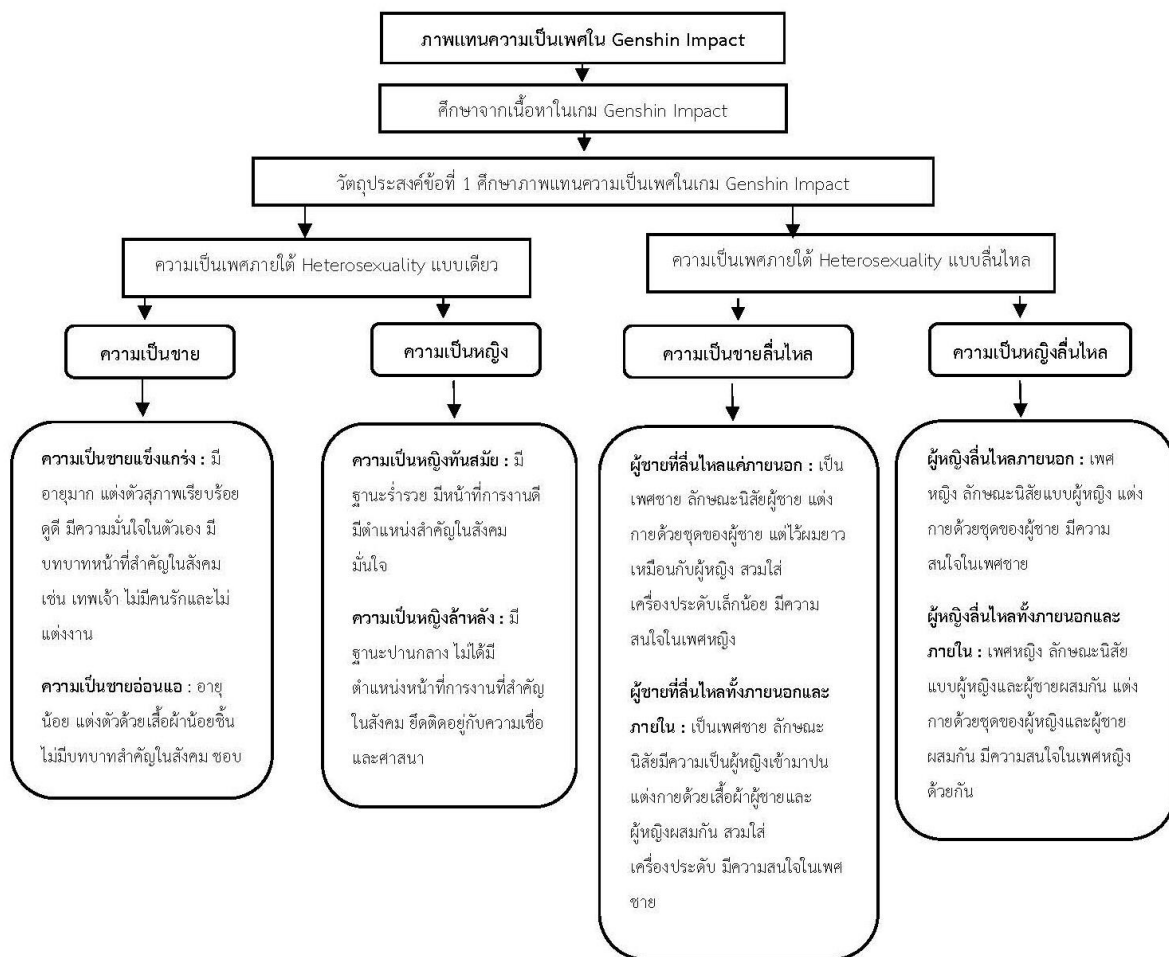 ภาพแทนความเป็นเพศใน Genshin Impact
ศึกษาจากเนื้อหาในเกม Genshin Impact
วัตถุประสงค์ข้อที่ 1 ศึกษาภาพแทนความเป็นเพศในเกม Genshin Impact
ความเป็นเพศภายใต้ Heterosexuality แบบเดียว
ความเป็นเพศภายใต้ Heterosexuality แบบลื่นไหล
ความเป็นชาย
ความเป็นหญิง
ความเป็นชายลื่นไหล
ความเป็นหญิงลื่นไหล
ความเป็นชายแข็งแกร่ง : มี
อายุมาก แต่งตัวสุภาพเรียบร้อย
ดูดี มีความมั่นใจในตัวเอง มี
บทบาทหน้าที่สำคัญในสังคม
เช่น เทพเจ้า ไม่มีคนรักและไม่
แต่งงาน
ความเป็นชายอ่อนแอ : อายุ
น้อย แต่งตัวด้วยเสื้อผ้าน้อยชิ้น
ไม่มีบทบาทสำคัญในสังคม ชอบ
ความเป็นหญิงทันสมัย : มี
ฐานะร่ำรวย มีหน้าที่การงานดี
มีตำแหน่งสำคัญในสังคม
มั่นใจ
ความเป็นหญิงล้าหลัง : มี
ฐานะปานกลาง ไม่ได้มี
ตำแหน่งหน้าที่การงานที่สำคัญ
ในสังคม ยึดติดอยู่กับความเชื่อ
และศาสนา
ผู้ชายที่ลื่นไหลแค่ภายนอก : เป็น
เพศชาย ลักษณะนิสัยผู้ชาย แต่ง
กายด้วยชุดของผู้ชาย แต่ไว้ผมยาว
เหมือนกับผู้หญิง สวมใส่
เครื่องประดับเล็กน้อย มีความ
สนใจในเพศหญิง
ผู้ชายที่ลื่นไหลทั้งภายนอกและ
ภายใน : เป็นเพศชาย ลักษณะ
นิสัยมีความเป็นผู้หญิงเข้ามาปน
แต่งกายด้วยเสื้อผ้าผู้ชายและ
ผู้หญิงผสมกัน สวมใส่
เครื่องประดับ มีความสนใจในเพศ
ชาย
ผู้หญิงลื่นไหลภายนอก : เพศ
หญิง ลักษณะนิสัยแบบผู้หญิง แต่ง
กายด้วยชุดของผู้ชาย มีความ
สนใจในเพศชาย
ผู้หญิงลื่นไหลทั้งภายนอกและ
ภายใน : เพศหญิง ลักษณะนิสัย
แบบผู้หญิงและผู้ชายผสมกัน แต่ง
กายด้วยชุดของผู้หญิงและผู้ชาย
ผสมกัน มีความสนใจในเพศหญิง
ด้วยกัน